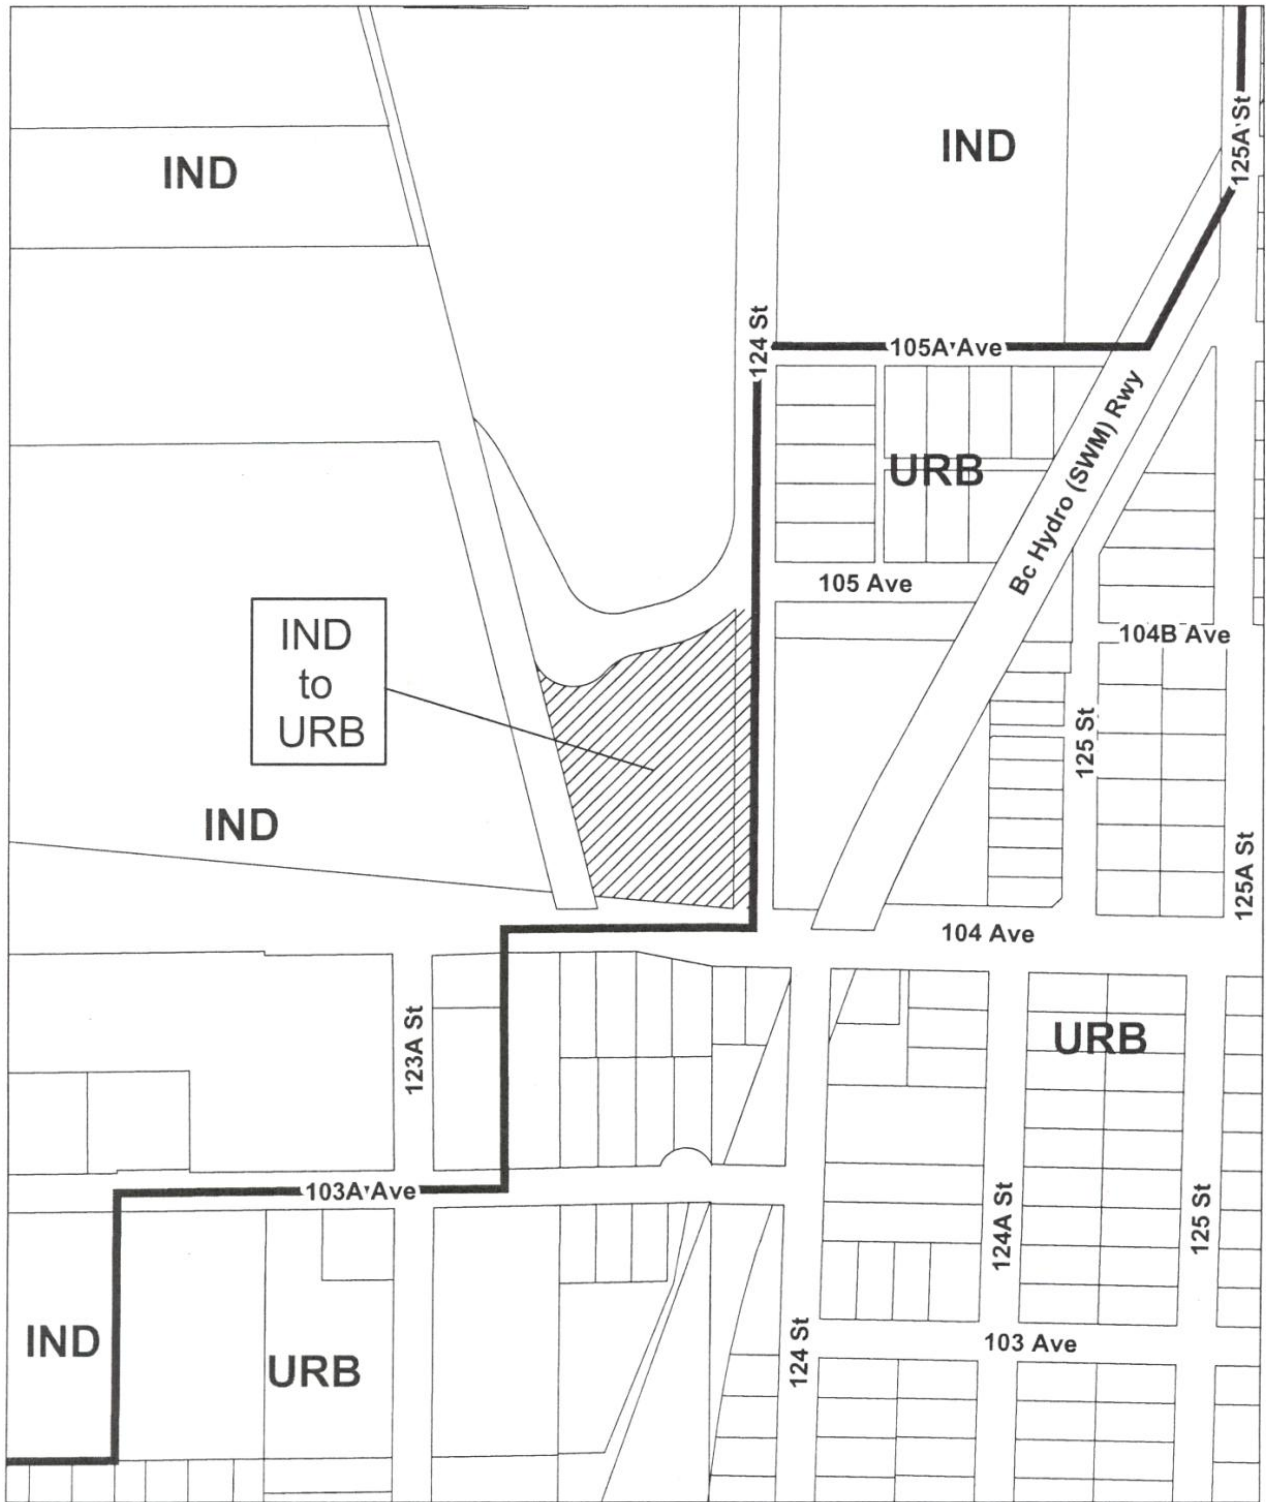 125A St
IND
IND
124 St
105A Ave
Bc Hydro (SWM) Rwy
URB
105 Ave
IND
to
URB
104B Ave
125 St
IND
125A St
104 Ave
123A St
URB
103A Ave
124A St
125 St
IND
URB
124 St
103 Ave